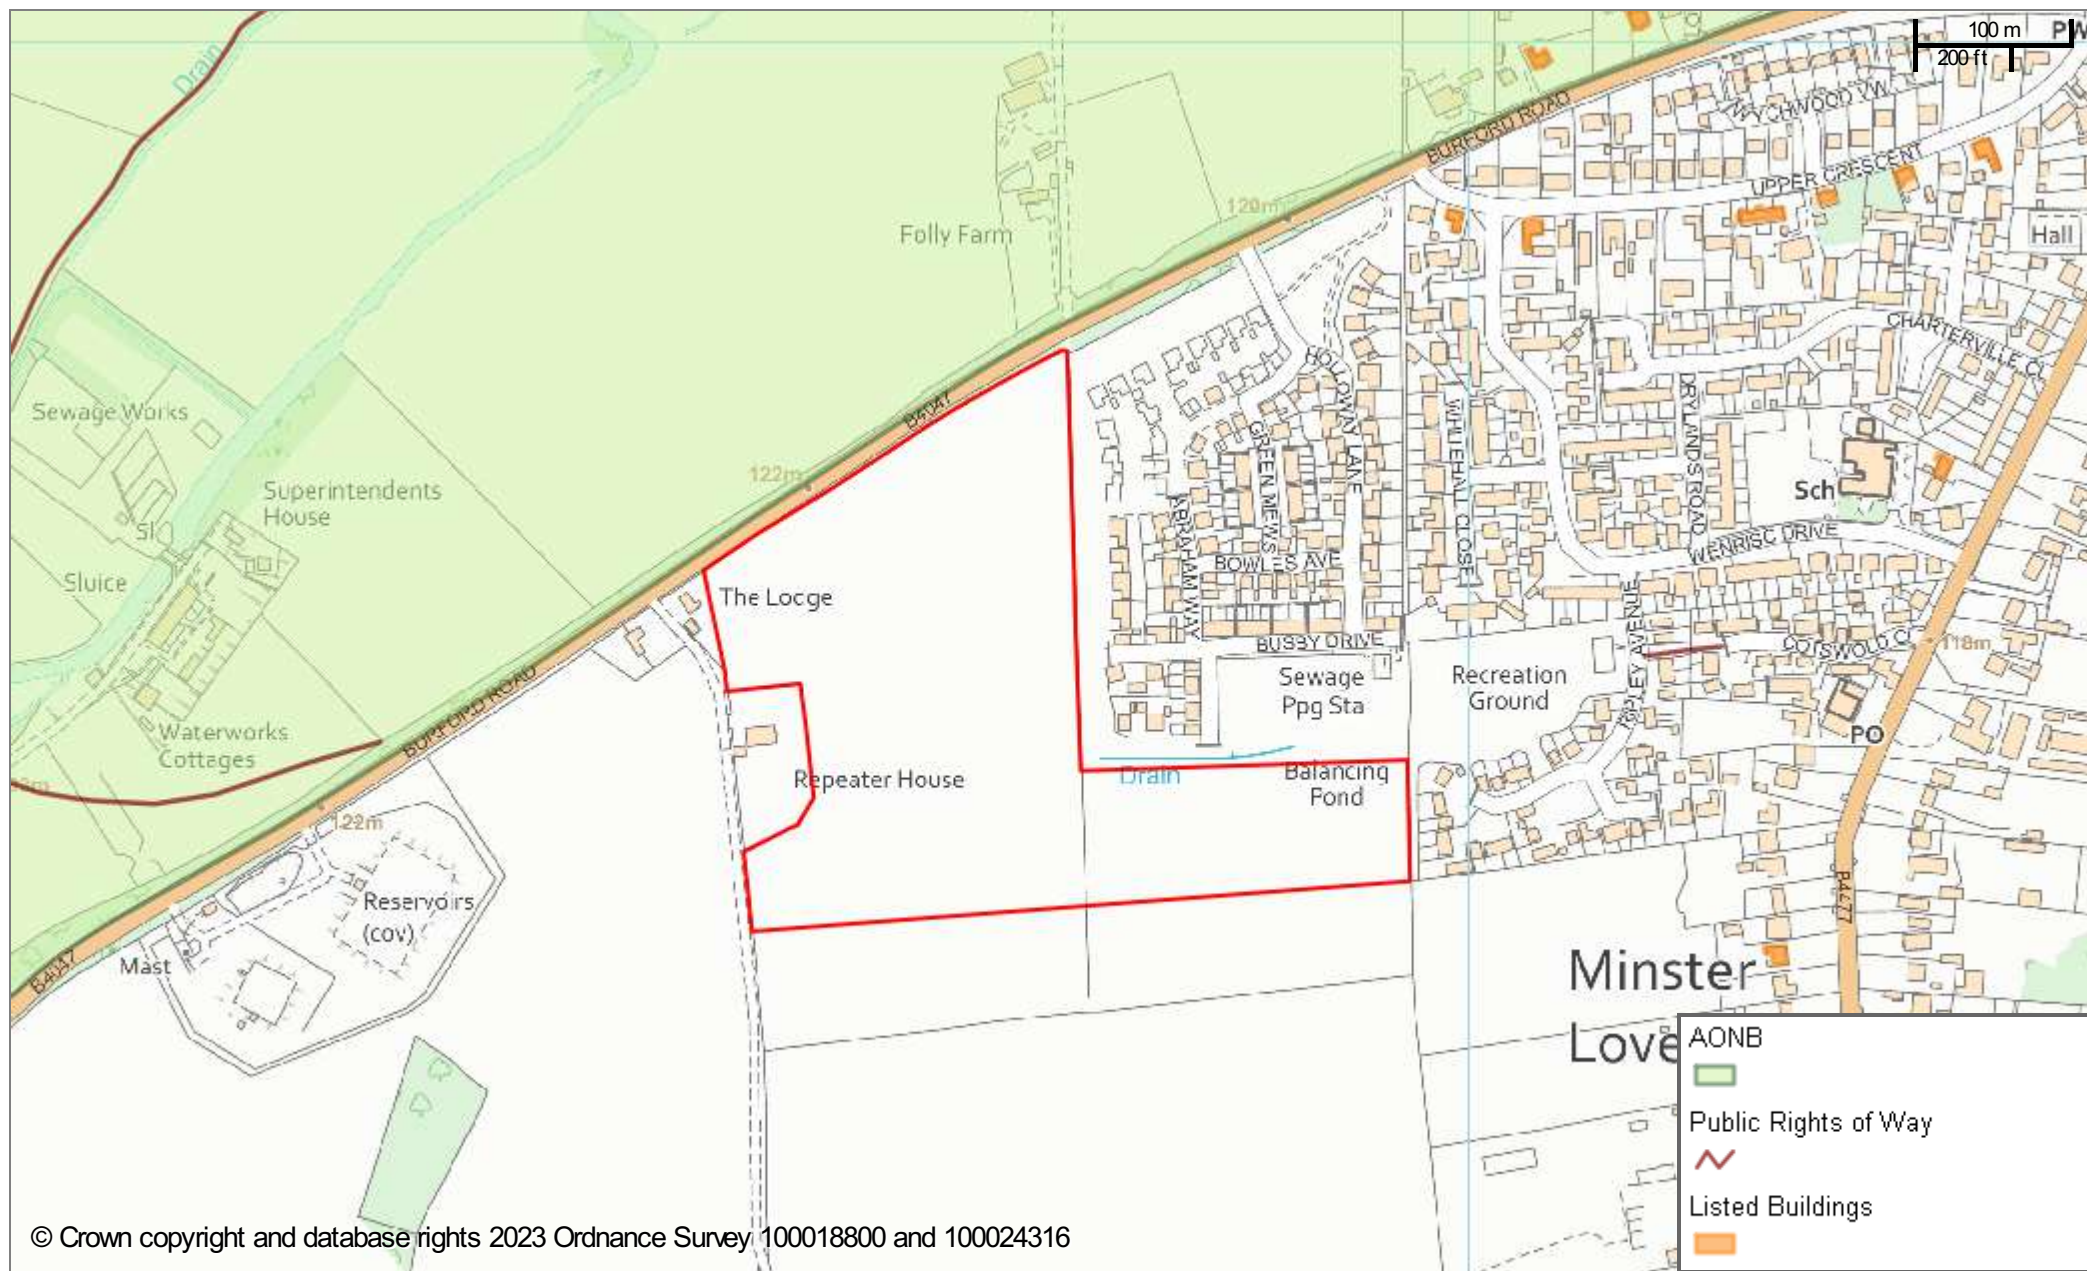 Drain
100 m
PW
200 ft
WYCHWOOD VW
BURFORD ROAD
UPPER CRESCENT
120m
Folly Farm
Hall
CHARTERVILLE CL
HOLLOWAY LANE
Sewage Works
B4047
WHLEHALL CLOSE
DRYLANDS ROAD
GREEN MEWS
122m
Superintendents
House
Sch
ABRAHAM WAY
Sl
WENRISC DRIVE
BOWLES AVE
Sluice
The Locge
RIPLEY AVENUE
BUSBY DRIVE
COTSWOLD CL
118m
Sewage
Ppg Sta
Recreation
Ground
BURFORD ROAD
Waterworks
Cottages
PO
Repeater House
Drain
Balancing
Pond
122m
B4477
Reservoirs
(cov)
Mast
B4047
Minster
Love
AONB
Public Rights of Way
Listed Buildings
© Crown copyright and database rights 2023 Ordnance Survey 100018800 and 100024316